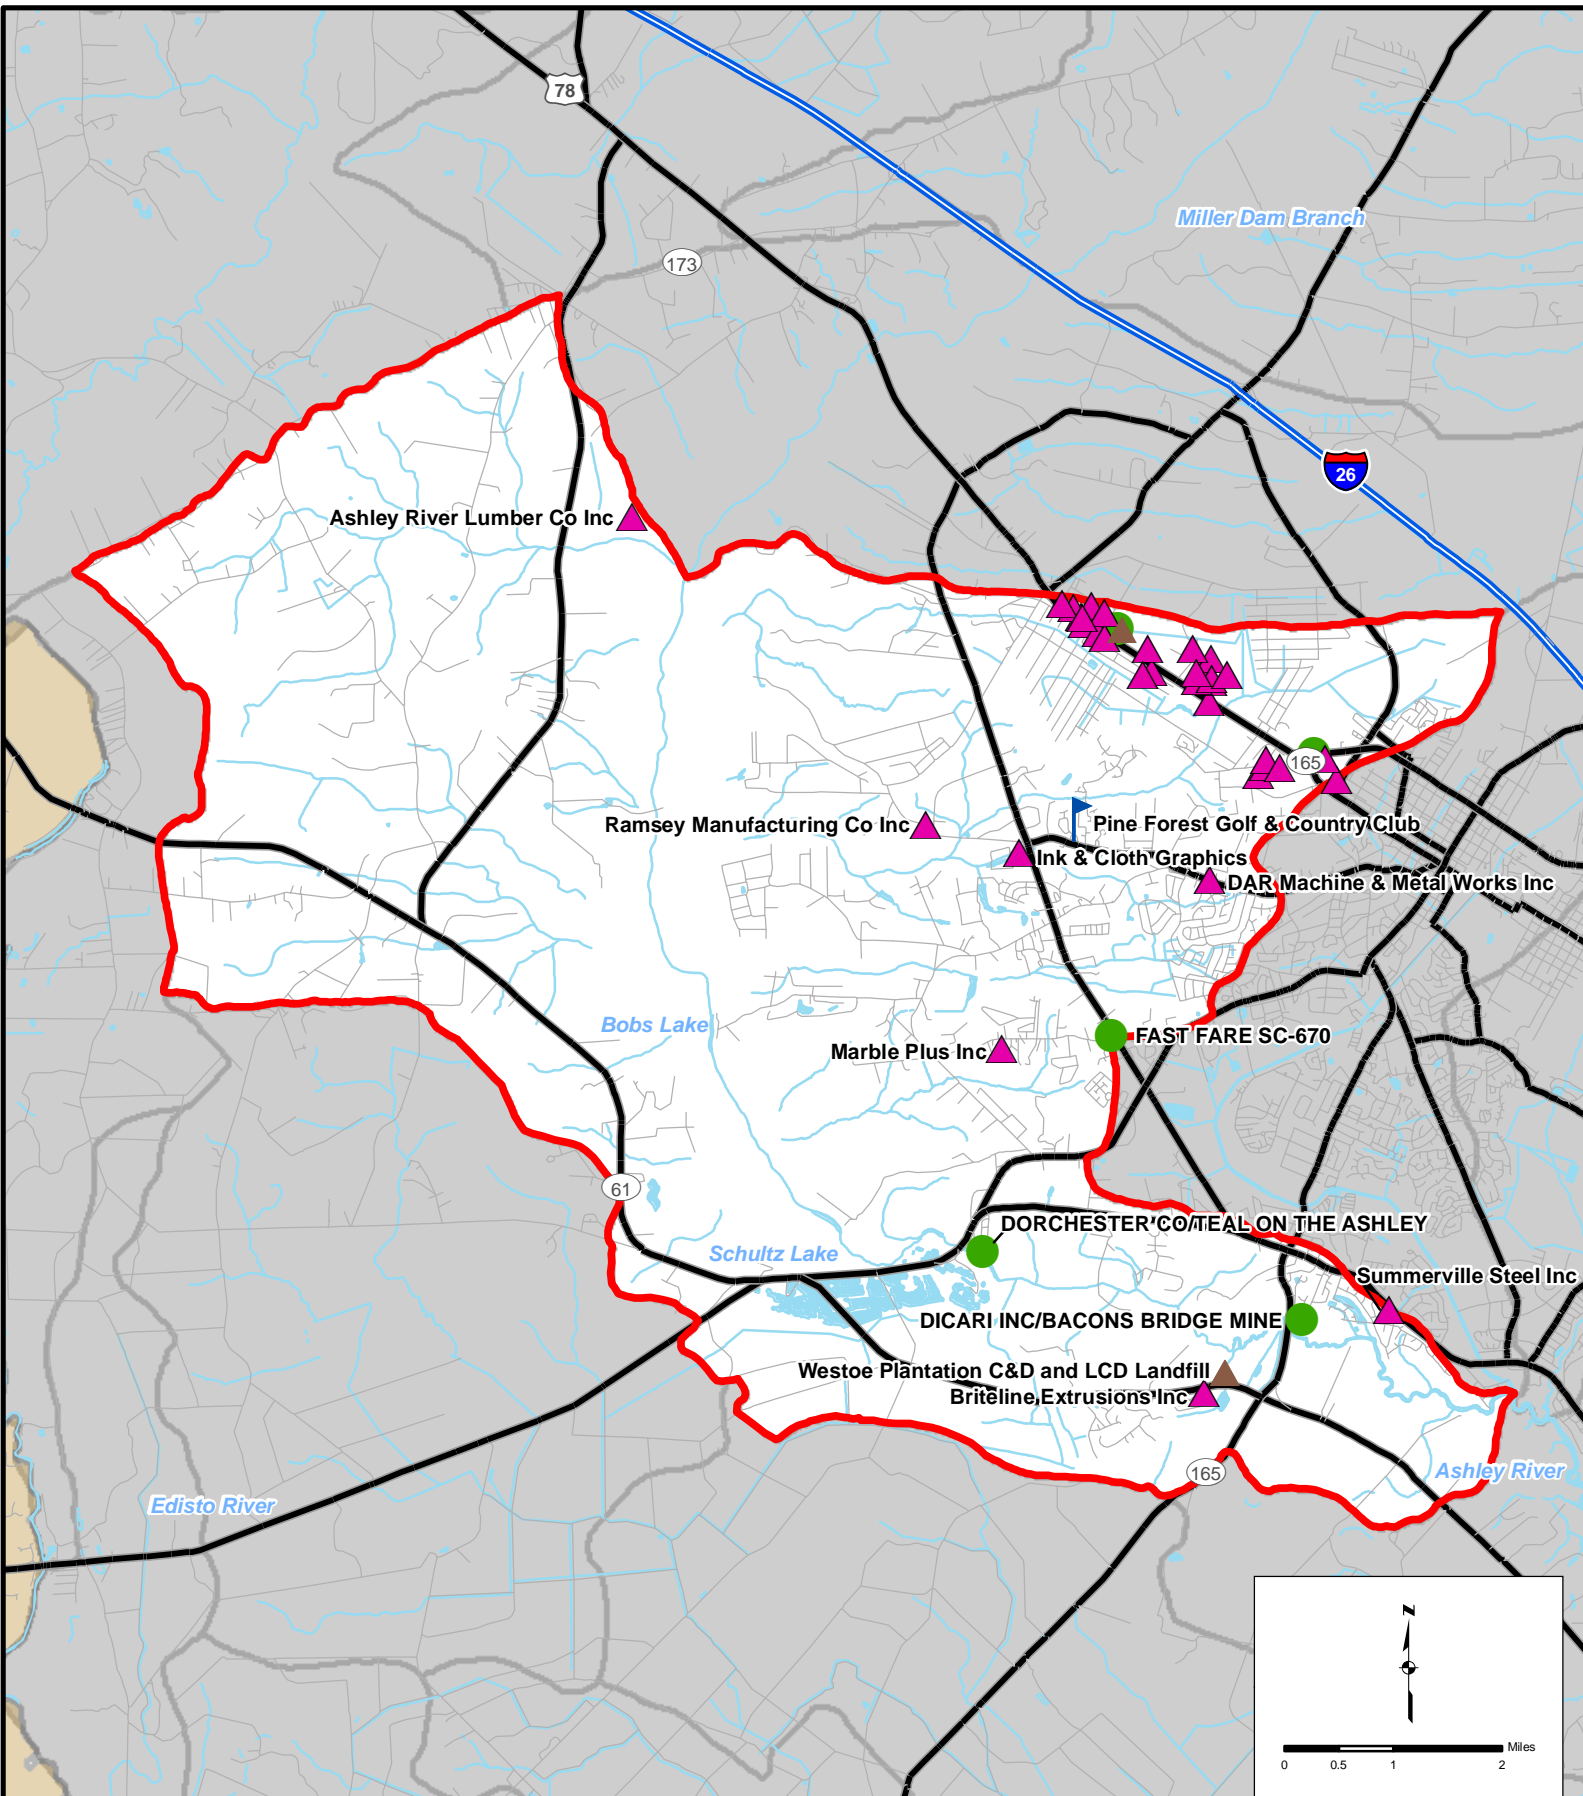 78
Miller Dam Branch
173
26
Ashley River Lumber Co Inc
165
Ramsey Manufacturing Co Inc
Pine Forest Golf & Country Club
Ink & Cloth Graphics
DAR Machine & Metal Works Inc
Bobs Lake
FAST FARE SC-670
Marble Plus Inc
61
DORCHESTER CO/TEAL ON THE ASHLEY
Schultz Lake
Summerville Steel Inc
DICARI INC/BACONS BRIDGE MINE
Westoe Plantation C&D and LCD Landfill
Briteline Extrusions Inc
165
Ashley River
Edisto River
N
Miles
0 0.5 1 2